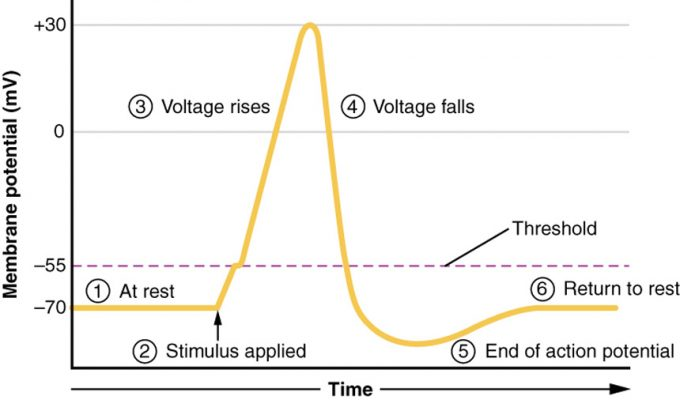 Membrane potential (mV)
+30
③ Voltage rises
④ Voltage falls
0
Threshold
–55
① At rest
⑥ Return to rest
–70
② Stimulus applied
⑤ End of action potential
Time